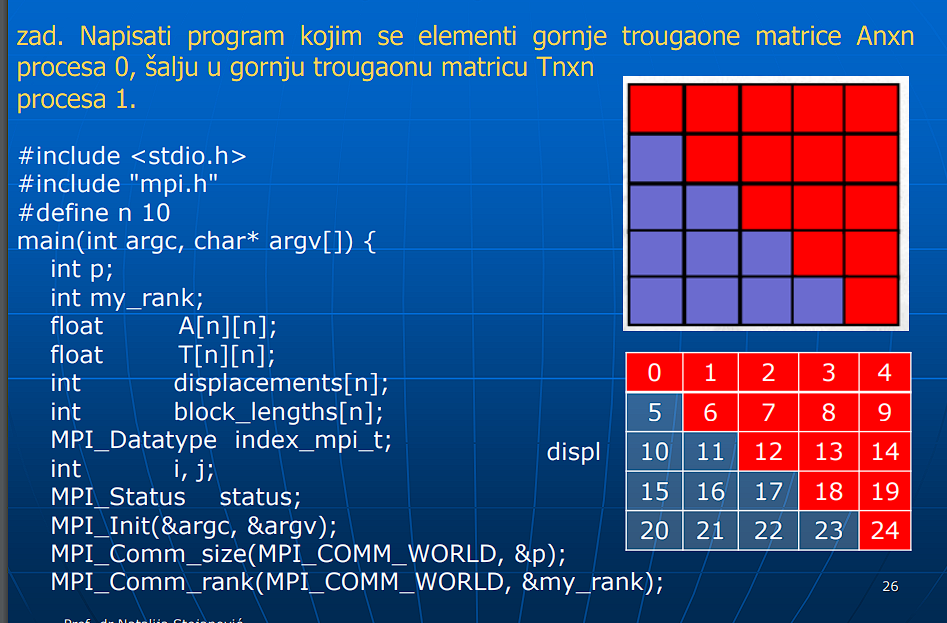 zad. Napisati program kojim se elementi gornje trougaone matrice Anxn
procesa 0, šalju u gornju trougaonu matricu Tnxn
procesa 1.
#include <stdio.h>
#include "mpi.h"
#define n 10
main(int argc, char* argv[]) {
int p;
int my_rank;
float A[n][n];
float T[n][n];
int displacements[n];
int block_lengths[n];
MPI_Datatype index_mpi_t;
int i, j;
MPI_Status status;
MPI_Init(&argc, &argv);
MPI_Comm_size(MPI_COMM_WORLD, &p);
MPI_Comm_rank(MPI_COMM_WORLD, &my_rank);
displ
0 1 2 3 4
5 6 7 8 9
10 11 12 13 14
15 16 17 18 19
20 21 22 23 24
26
Prof. dr Natalija Stojanović